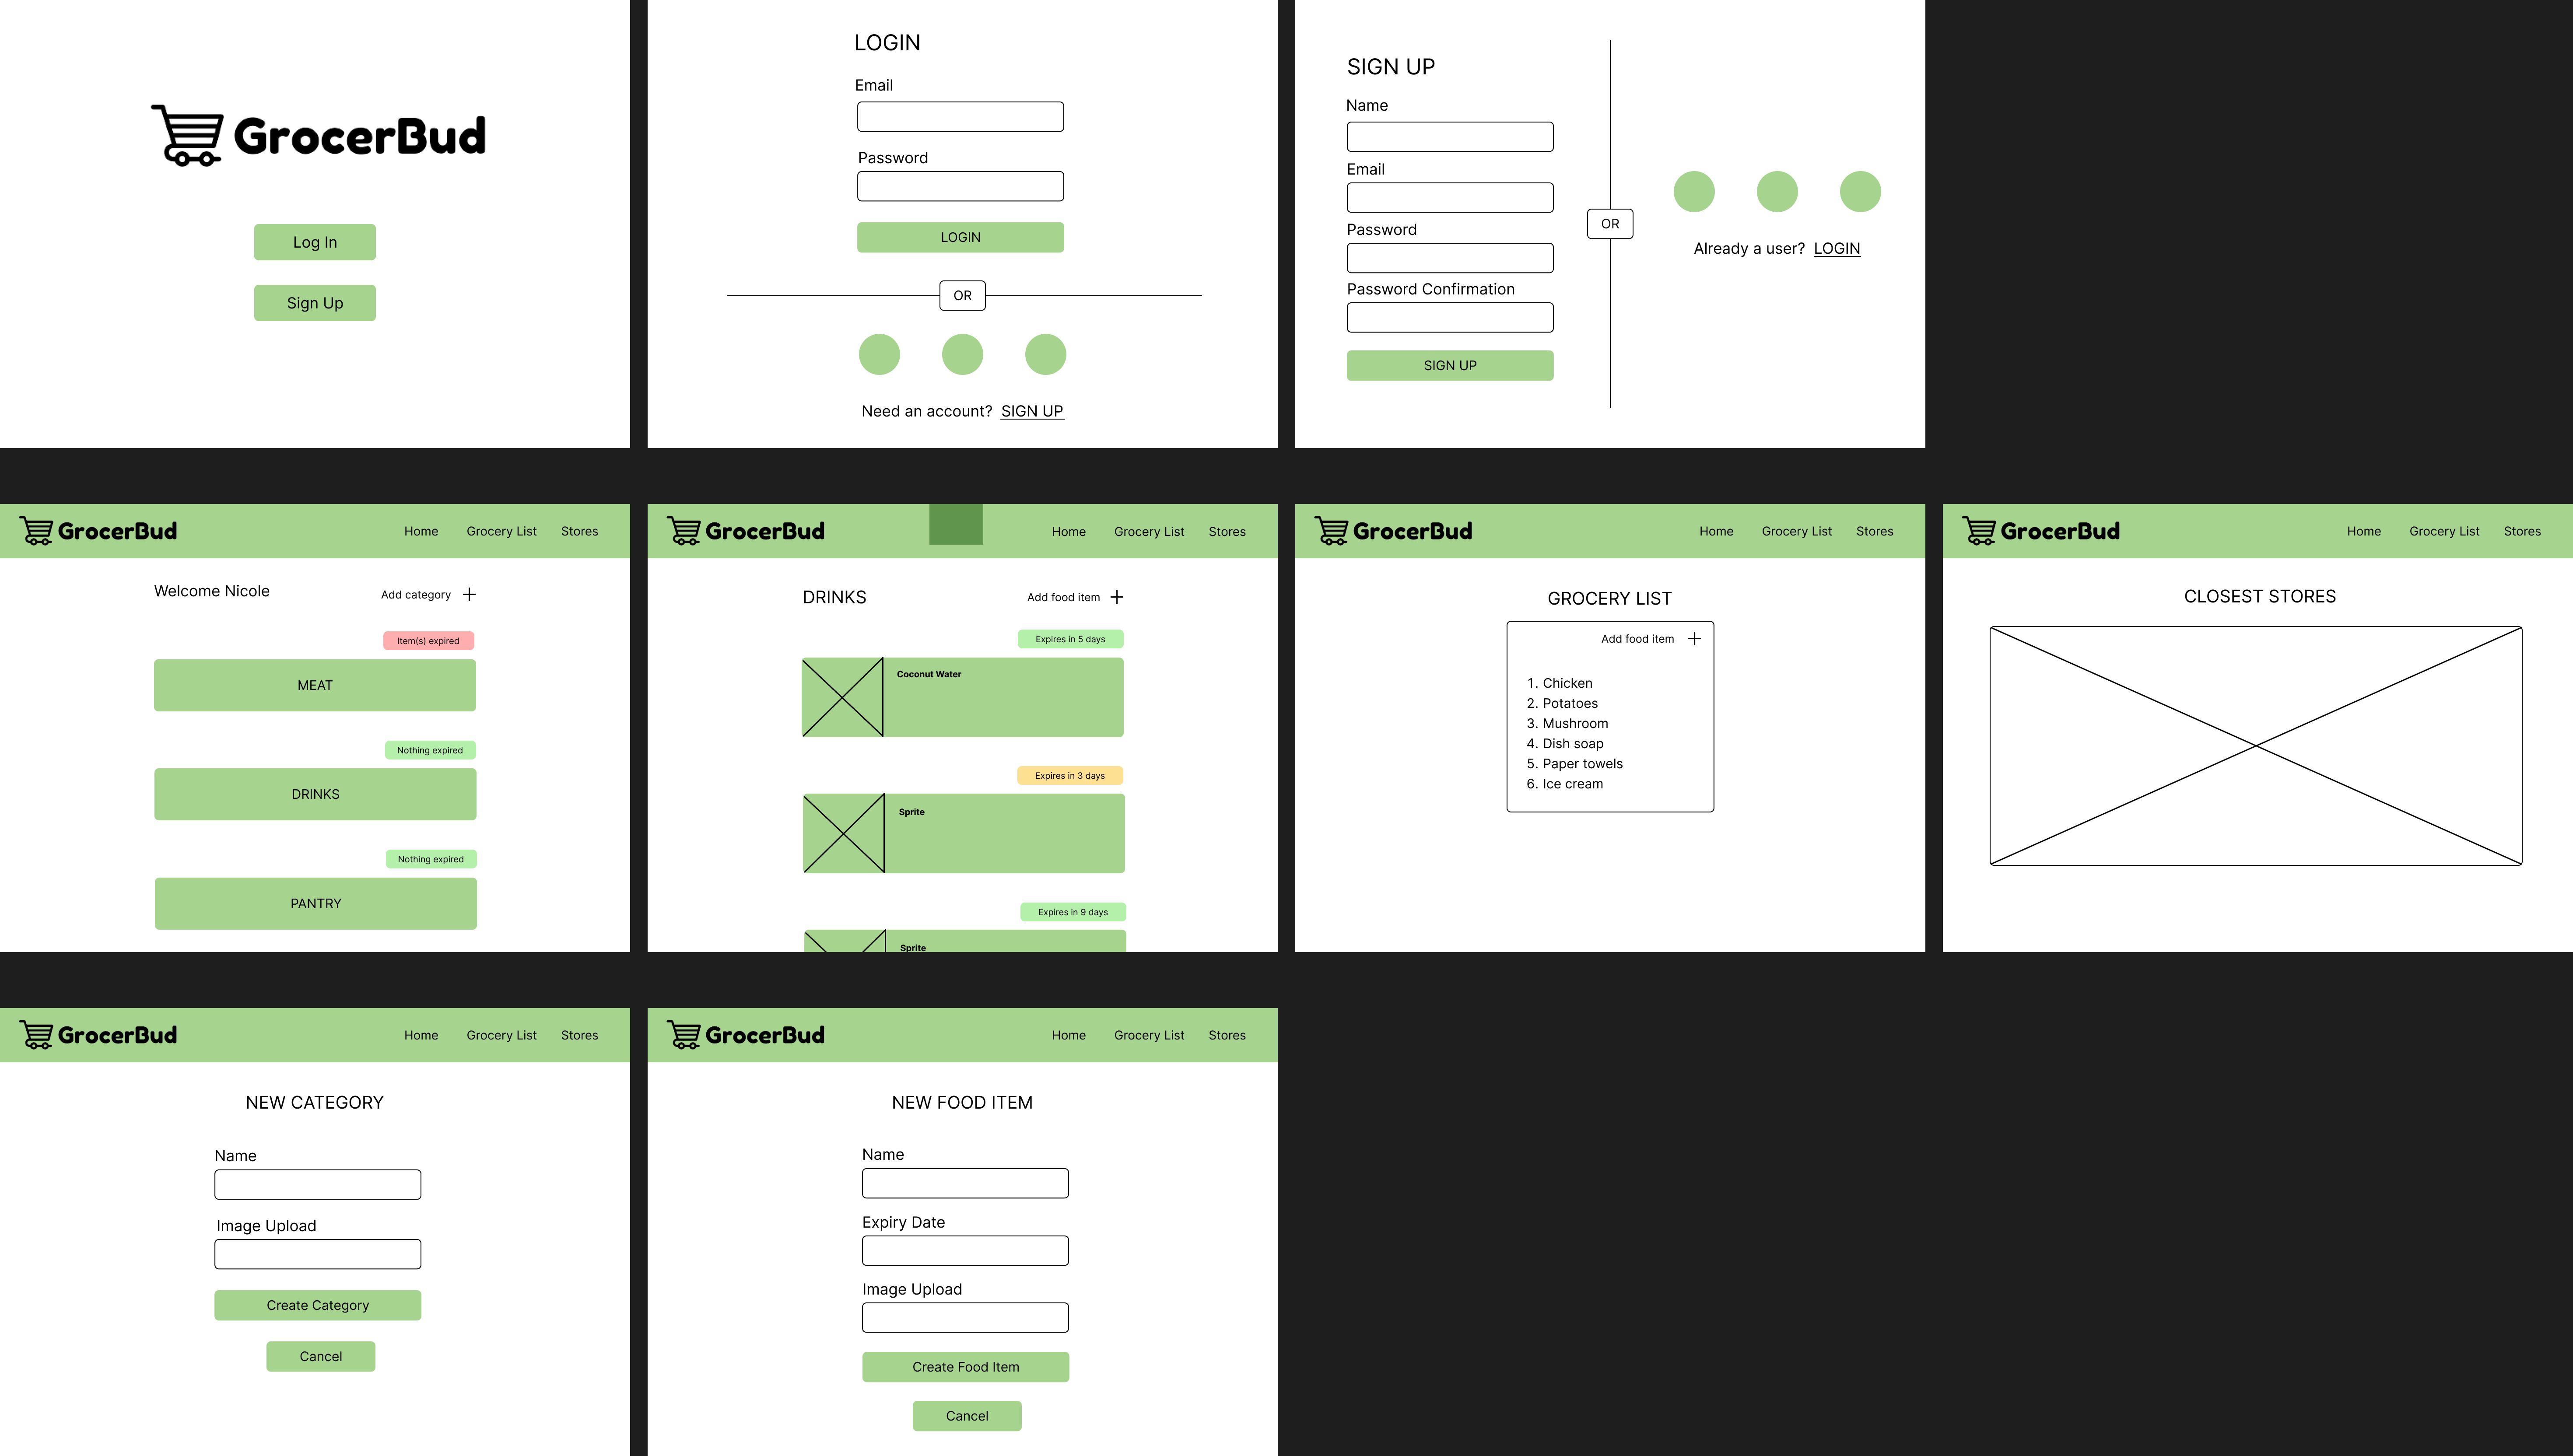 GrocerBud
Log In
Sign Up
LOGIN
Email
Password
LOGIN
OR
Need an account? SIGN UP
SIGN UP
Name
Email
Password
Password Confirmation
SIGN UP
OR
Already a user? LOGIN
GrocerBud Home Grocery List Stores
Welcome Nicole
Add category +
Item(s) expired
MEAT
Nothing expired
DRINKS
Nothing expired
PANTRY
GrocerBud Home Grocery List Stores
DRINKS
Add food item +
Expires in 5 days
Coconut Water
Expires in 3 days
Sprite
Expires in 9 days
Sprite
GrocerBud Home Grocery List Stores
GROCERY LIST
Add food item +
1. Chicken
2. Potatoes
3. Mushroom
4. Dish soap
5. Paper towels
6. Ice cream
GrocerBud Home Grocery List Stores
CLOSEST STORES
GrocerBud Home Grocery List Stores
NEW CATEGORY
Name
Image Upload
Create Category
Cancel
GrocerBud Home Grocery List Stores
NEW FOOD ITEM
Name
Expiry Date
Image Upload
Create Food Item
Cancel